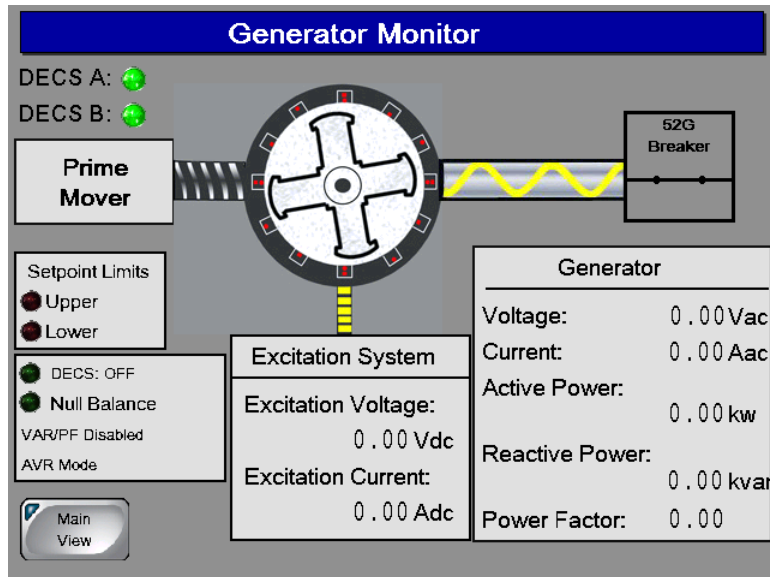 Generator Monitor
DECS A:
DECS B:
Prime
Mover
52G
Breaker
Setpoint Limits
Upper
Lower
DECS: OFF
Null Balance
VAR/PF Disabled
AVR Mode
Main
View
Excitation System
Excitation Voltage:
0.00 Vdc
Excitation Current:
0.00 Adc
Generator
Voltage: 0.00 Vac
Current: 0.00 Aac
Active Power:
0.00 kw
Reactive Power:
0.00 kvar
Power Factor: 0.00